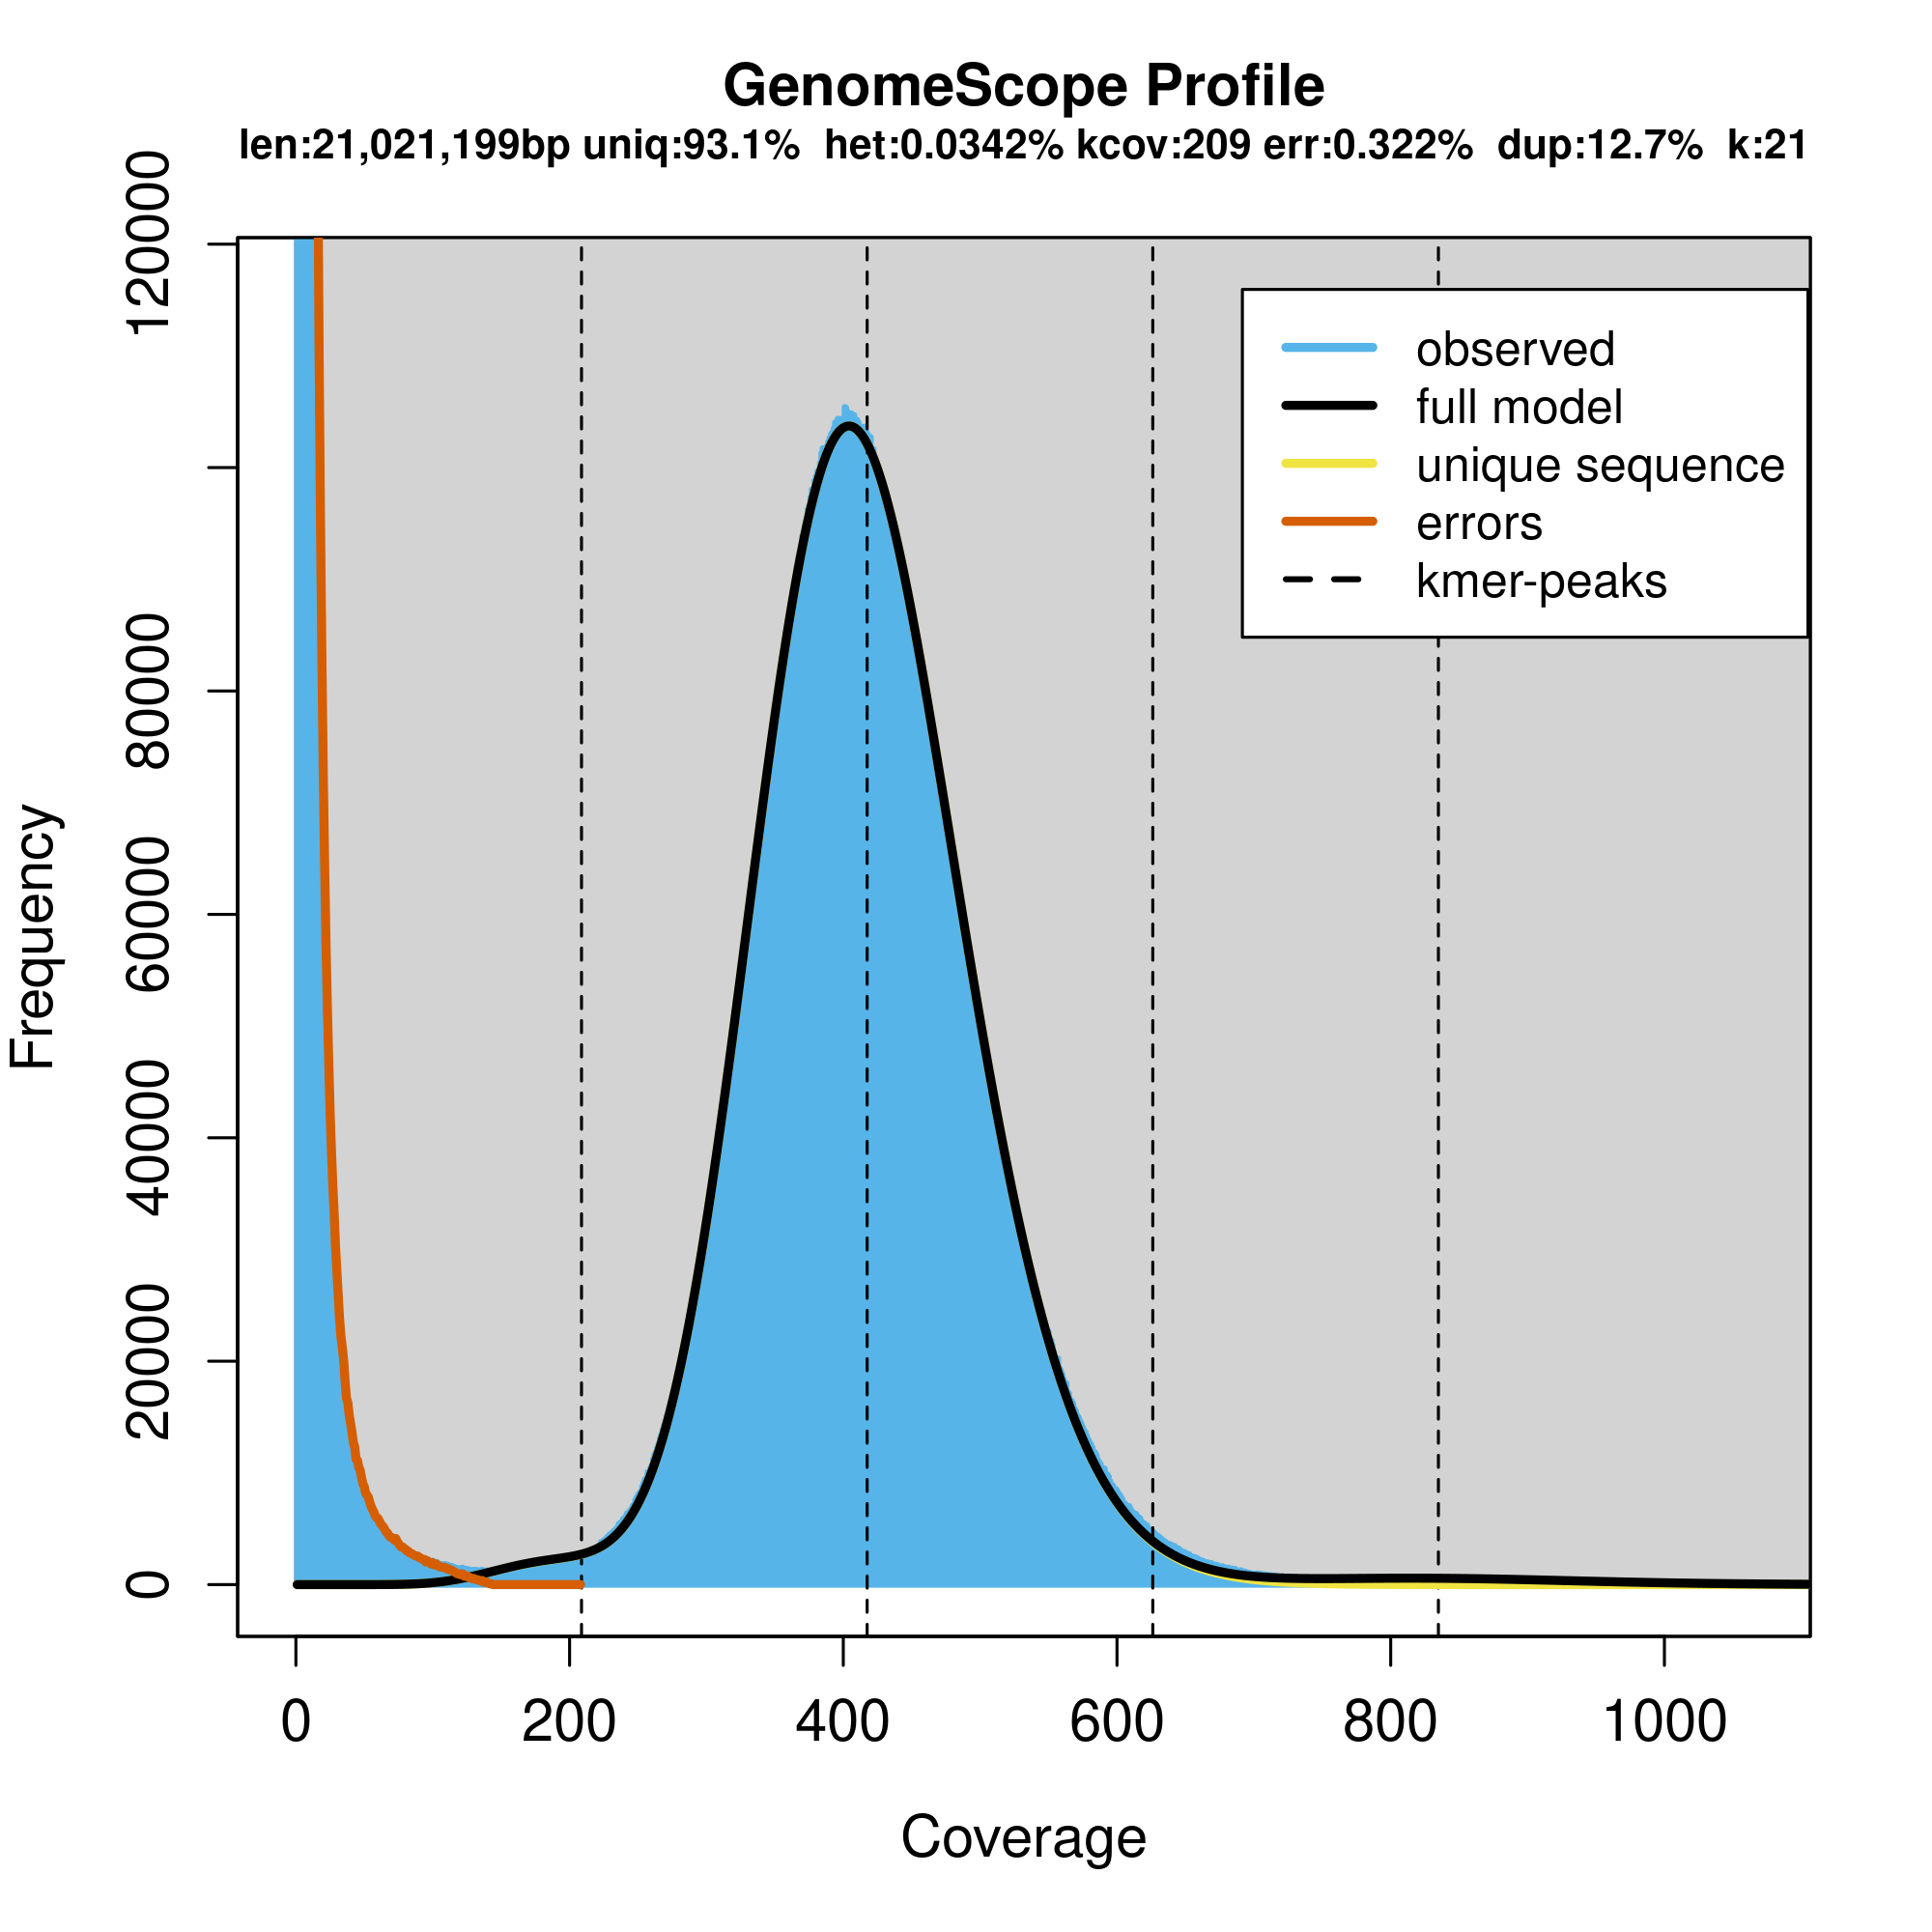 GenomeScope Profile
len:21,021,199bp uniq:93.1% het:0.0342% kcov:209 err:0.322% dup:12.7% k:21
120000
80000
60000
40000
20000
0
Frequency
observed
full model
unique sequence
errors
kmer-peaks
0 200 400 600 800 1000
Coverage